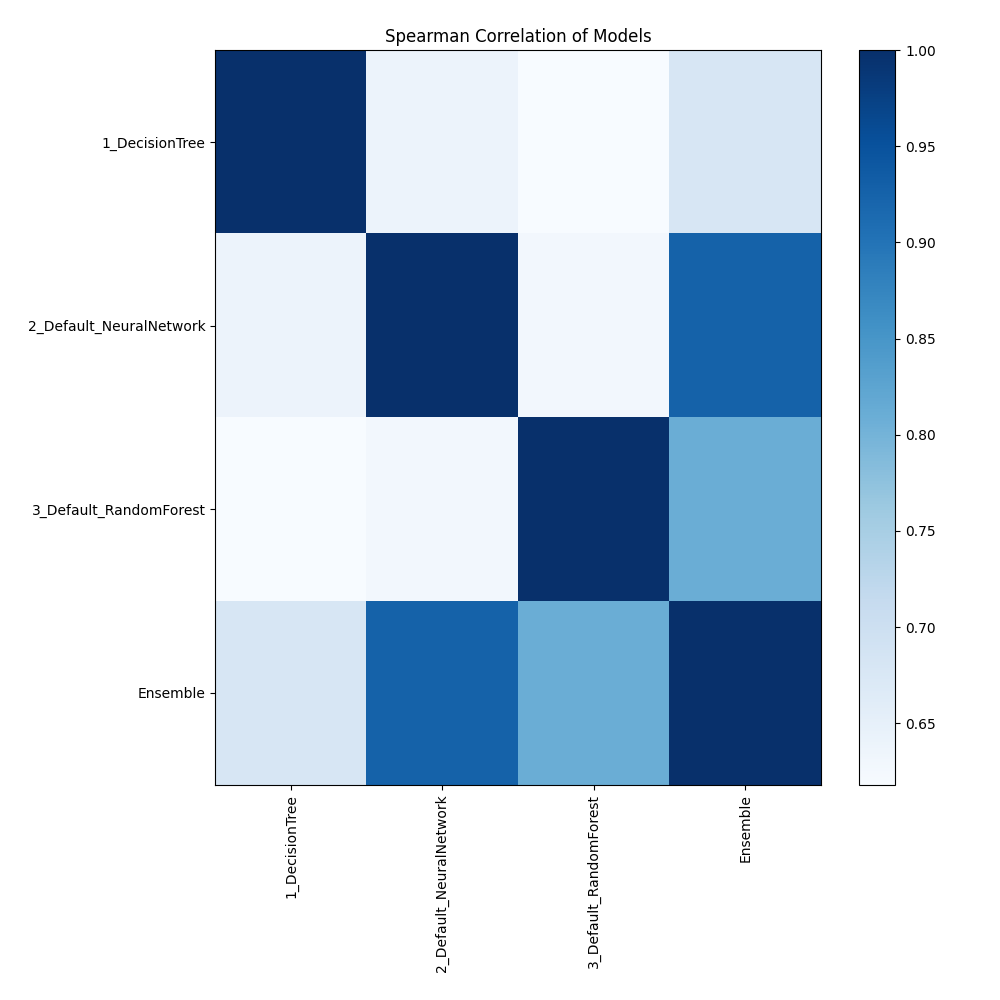 Spearman Correlation of Models
1_DecisionTree
2_Default_NeuralNetwork
3_Default_RandomForest
Ensemble
1_DecisionTree
2_Default_NeuralNetwork
3_Default_RandomForest
Ensemble
1.00
0.95
0.90
0.85
0.80
0.75
0.70
0.65